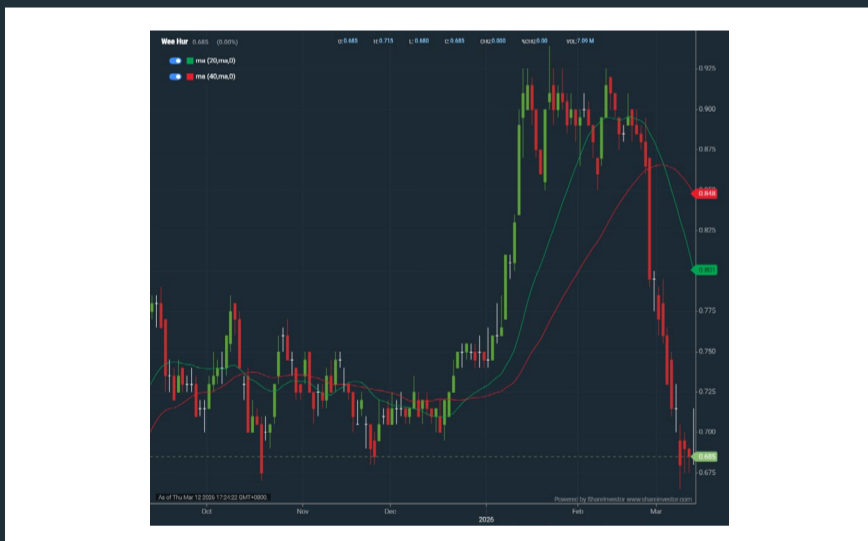 Wee Hur 0.685 (0.00%) O:0.685 H:0.715 L:0.680 C:0.685 CHG:0.000 %CHG:0.00 VOL:7.09 M
ma (20,ma,0)
ma (40,ma,0)
0.925
0.900
0.875
0.848
0.825
0.801
0.775
0.750
0.725
0.700
0.685
0.675
As of Thu Mar 12 2026 17:24:22 GMT+0800.
Powered by ShareInvestor www.shareinvestor.com
Oct Nov Dec 2026 Feb Mar